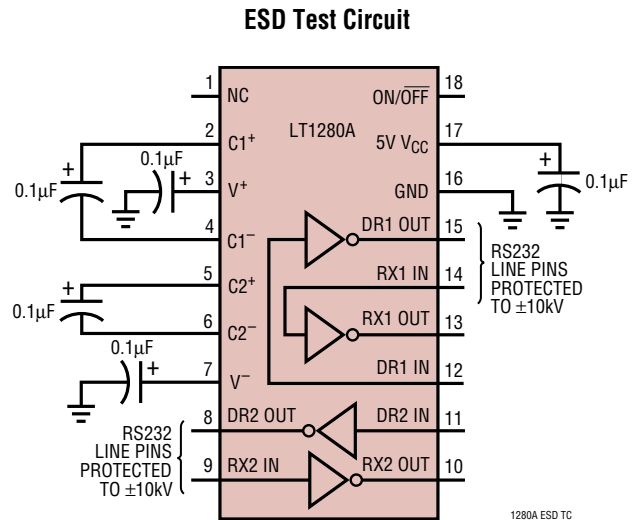 ESD Test Circuit
1 NC
ON/O̅F̅F̅ 18
LT1280A
2 C1+
5V VCC 17
0.1µF
+
0.1µF
+
3 V+
GND 16
+
0.1µF
4 C1–
DR1 OUT 15
RX1 IN 14
RS232
LINE PINS
PROTECTED
TO ±10kV
5 C2+
+
0.1µF
6 C2–
RX1 OUT 13
0.1µF
+
7 V–
DR1 IN 12
8 DR2 OUT
DR2 IN 11
RS232
LINE PINS
PROTECTED
TO ±10kV
9 RX2 IN
RX2 OUT 10
1280A ESD TC